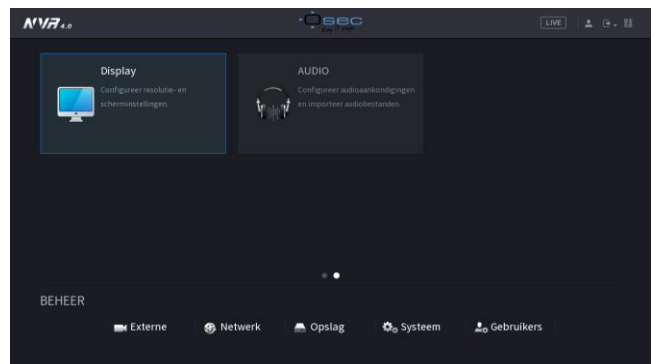 NVR 4.0
Osec
LIVE
Display
Configureer resolutie- en
scherminstellingen.
AUDIO
Configureer audioaankondigingen
en importeer audiobestanden.
BEHEER
Externe
Netwerk
Opslag
Systeem
Gebruikers